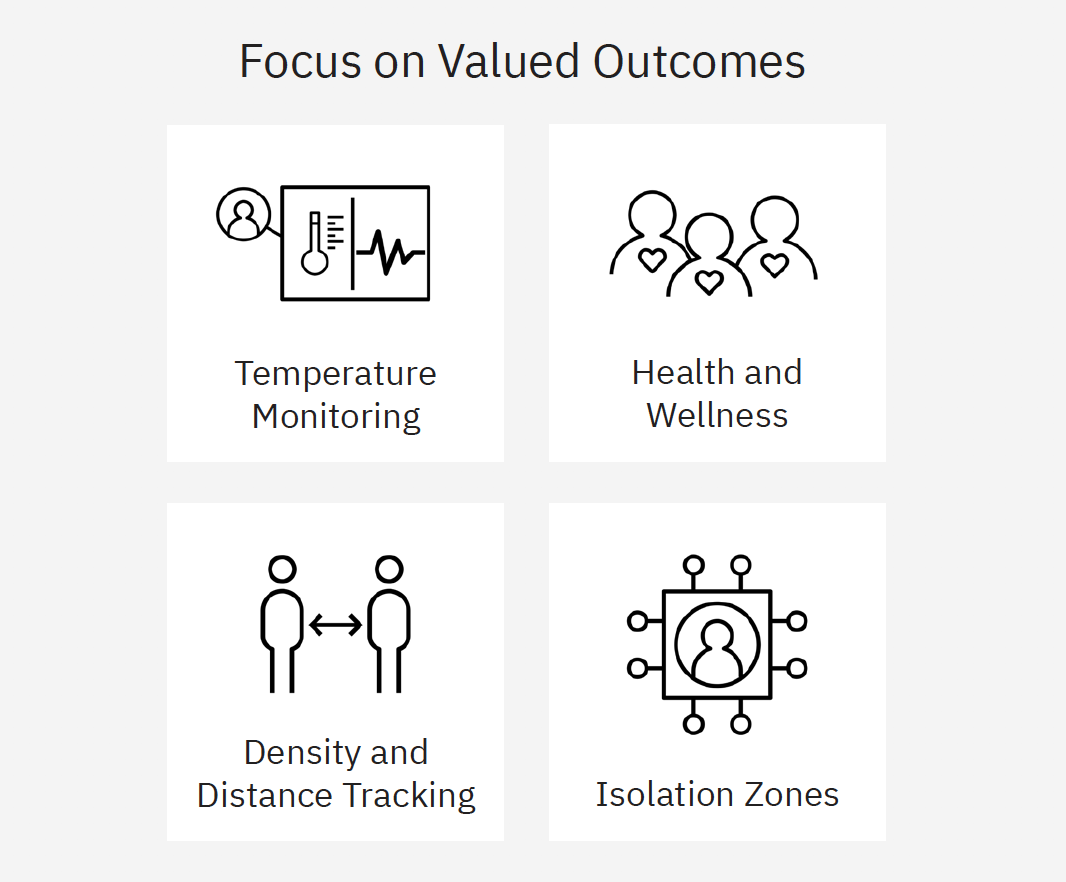 Focus on Valued Outcomes
Temperature
Monitoring
Health and
Wellness
Density and
Distance Tracking
Isolation Zones